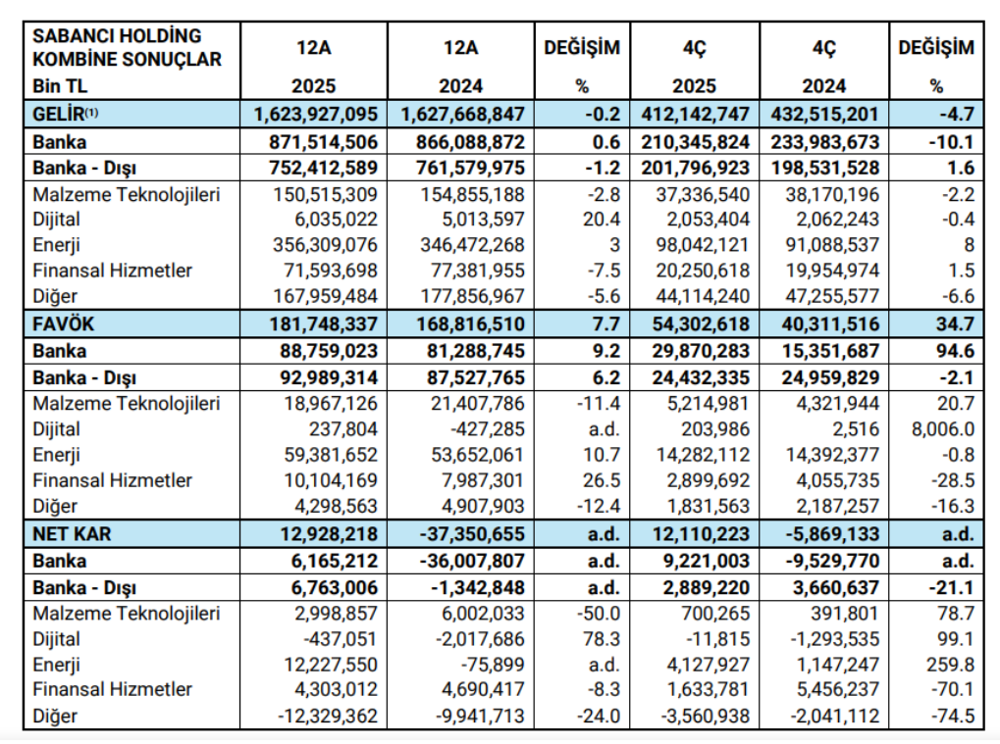 SABANCI HOLDİNG KOMBİNE SONUÇLAR 12A 12A DEĞİŞİM 4Ç 4Ç DEĞİŞİM
Bin TL 2025 2024 % 2025 2024 %
GELİR(1) 1,623,927,095 1,627,668,847 -0.2 412,142,747 432,515,201 -4.7
Banka 871,514,506 866,088,872 0.6 210,345,824 233,983,673 -10.1
Banka - Dışı 752,412,589 761,579,975 -1.2 201,796,923 198,531,528 1.6
Malzeme Teknolojileri 150,515,309 154,855,188 -2.8 37,336,540 38,170,196 -2.2
Dijital 6,035,022 5,013,597 20.4 2,053,404 2,062,243 -0.4
Enerji 356,309,076 346,472,268 3 98,042,121 91,088,537 8
Finansal Hizmetler 71,593,698 77,381,955 -7.5 20,250,618 19,954,974 1.5
Diğer 167,959,484 177,856,967 -5.6 44,114,240 47,255,577 -6.6
FAVÖK 181,748,337 168,816,510 7.7 54,302,618 40,311,516 34.7
Banka 88,759,023 81,288,745 9.2 29,870,283 15,351,687 94.6
Banka - Dışı 92,989,314 87,527,765 6.2 24,432,335 24,959,829 -2.1
Malzeme Teknolojileri 18,967,126 21,407,786 -11.4 5,214,981 4,321,944 20.7
Dijital 237,804 -427,285 a.d. 203,986 2,516 8,006.0
Enerji 59,381,652 53,652,061 10.7 14,282,112 14,392,377 -0.8
Finansal Hizmetler 10,104,169 7,987,301 26.5 2,899,692 4,055,735 -28.5
Diğer 4,298,563 4,907,903 -12.4 1,831,563 2,187,257 -16.3
NET KAR 12,928,218 -37,350,655 a.d. 12,110,223 -5,869,133 a.d.
Banka 6,165,212 -36,007,807 a.d. 9,221,003 -9,529,770 a.d.
Banka - Dışı 6,763,006 -1,342,848 a.d. 2,889,220 3,660,637 -21.1
Malzeme Teknolojileri 2,998,857 6,002,033 -50.0 700,265 391,801 78.7
Dijital -437,051 -2,017,686 78.3 -11,815 -1,293,535 99.1
Enerji 12,227,550 -75,899 a.d. 4,127,927 1,147,247 259.8
Finansal Hizmetler 4,303,012 4,690,417 -8.3 1,633,781 5,456,237 -70.1
Diğer -12,329,362 -9,941,713 -24.0 -3,560,938 -2,041,112 -74.5